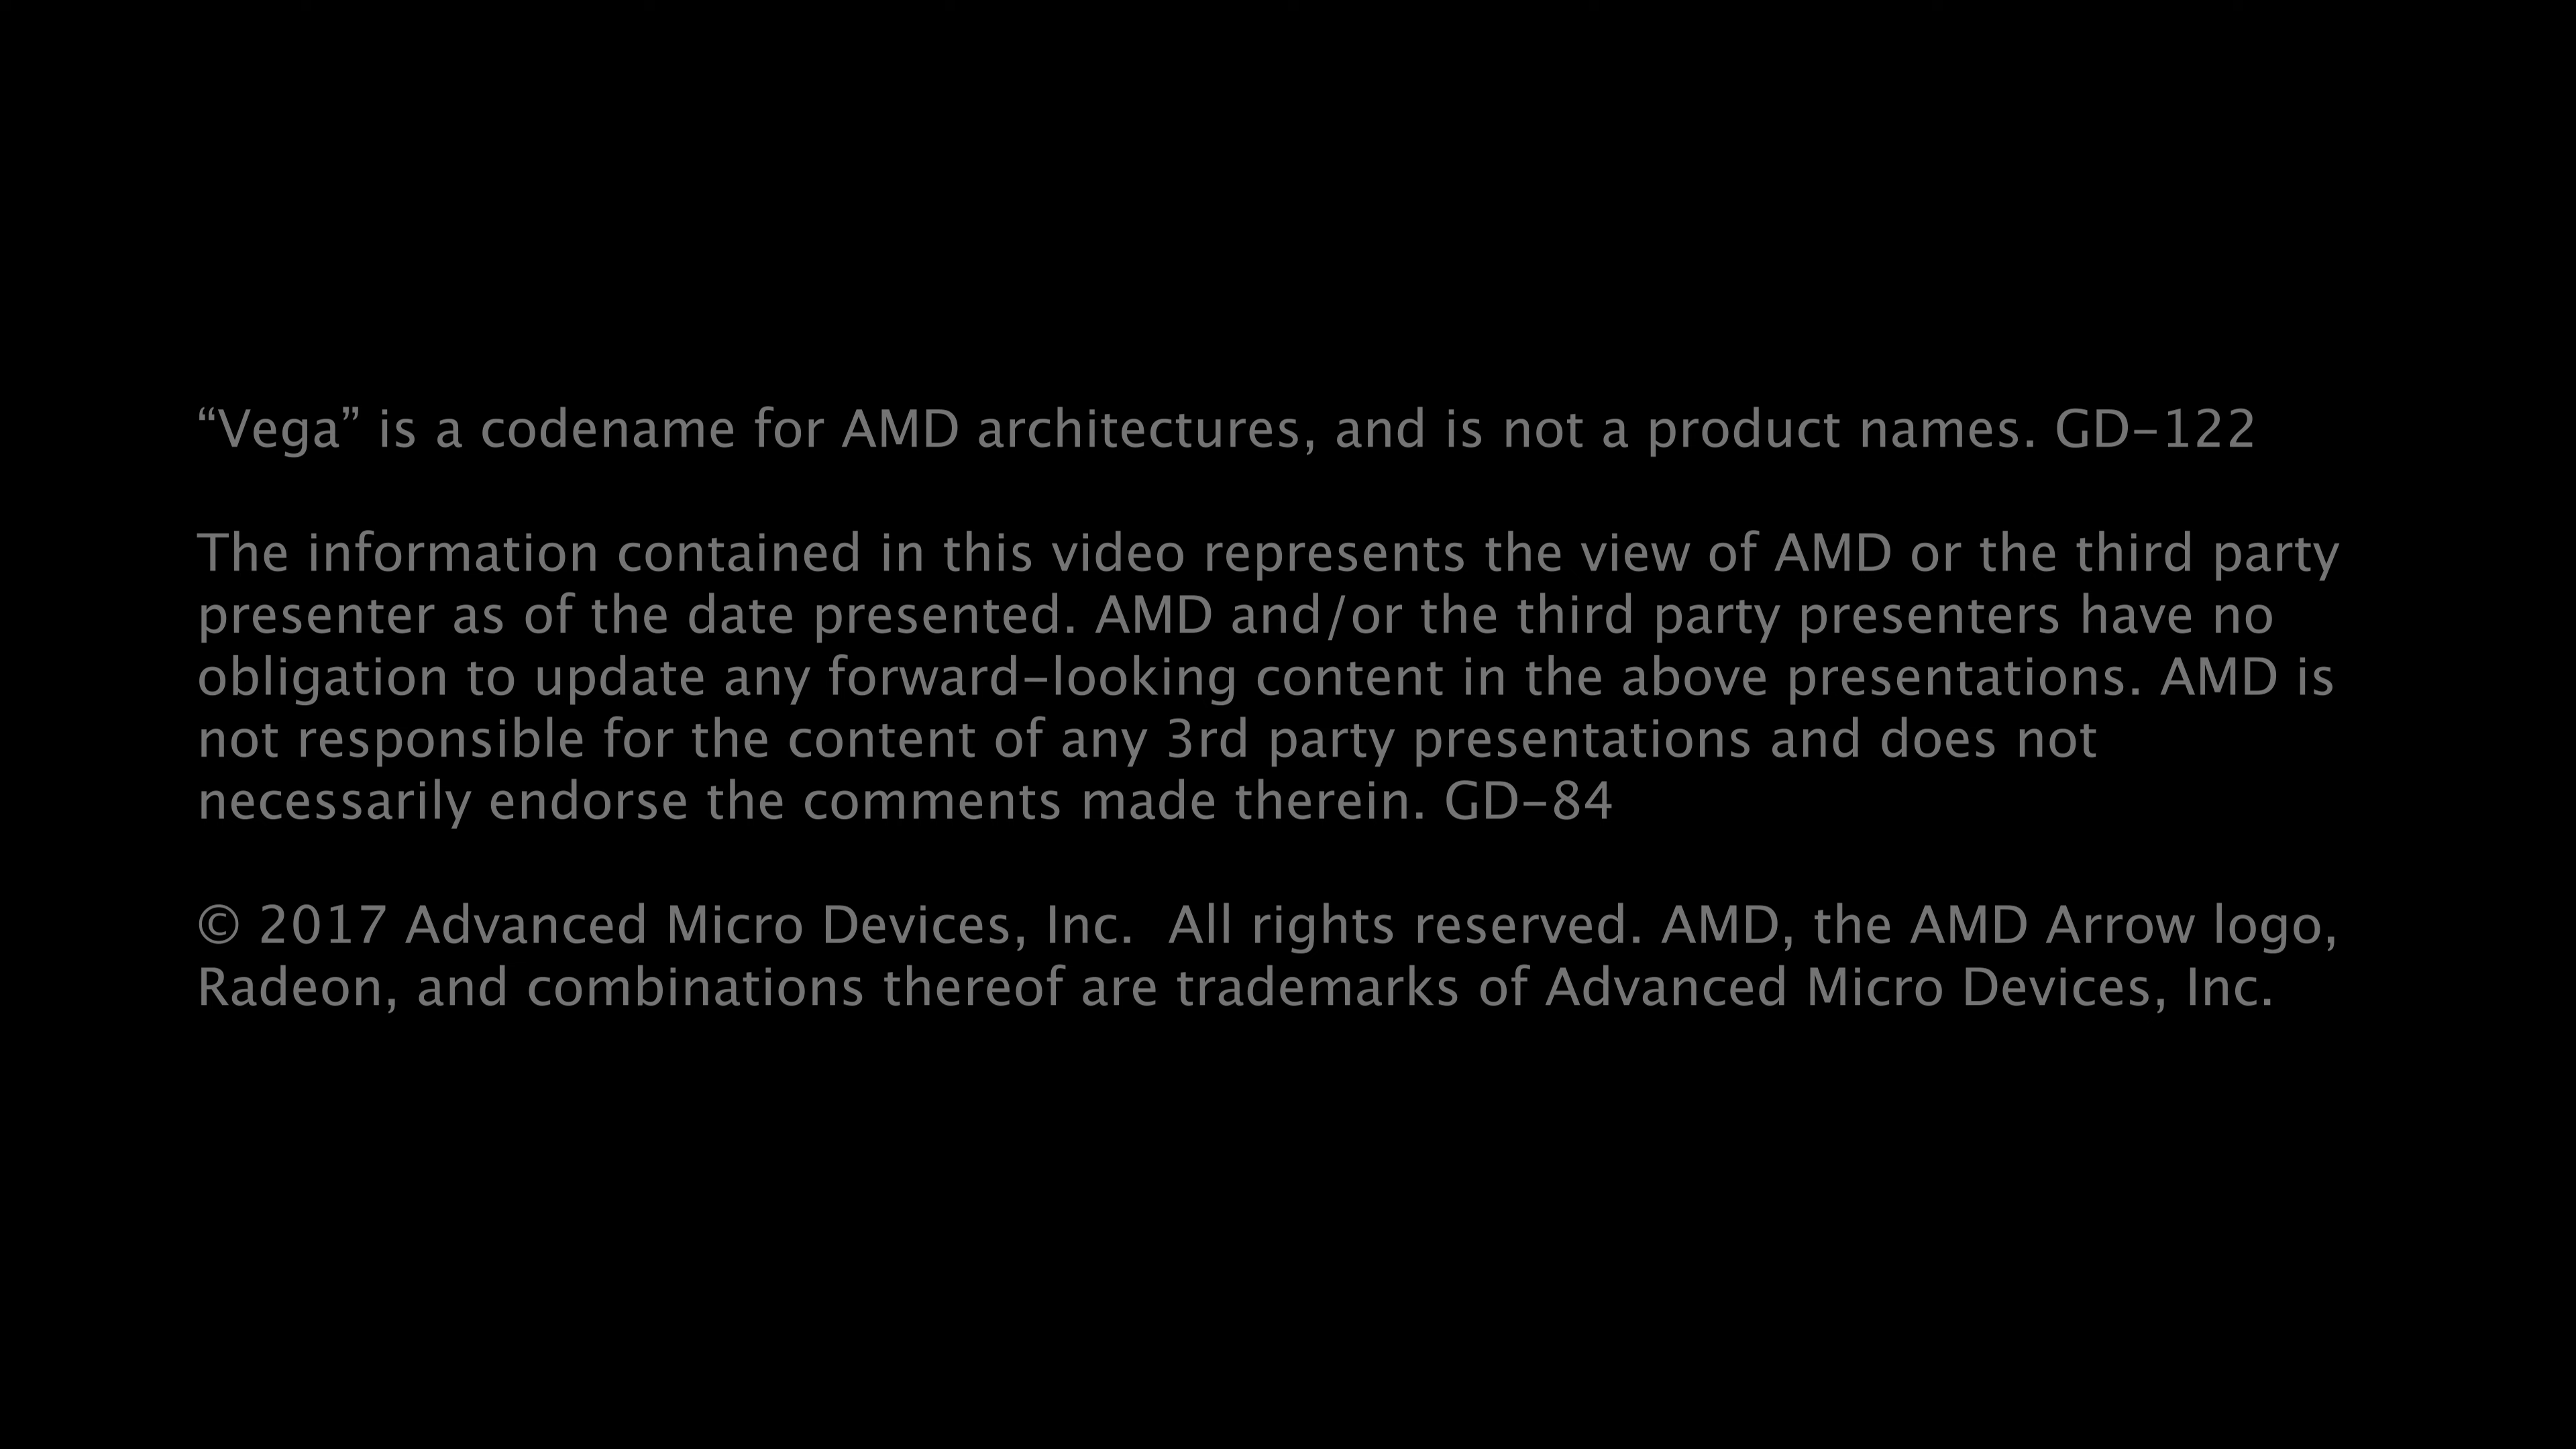 “Vega” is a codename for AMD architectures, and is not a product names. GD-122
The information contained in this video represents the view of AMD or the third party
presenter as of the date presented. AMD and/or the third party presenters have no
obligation to update any forward-looking content in the above presentations. AMD is
not responsible for the content of any 3rd party presentations and does not
necessarily endorse the comments made therein. GD-84
© 2017 Advanced Micro Devices, Inc.  All rights reserved. AMD, the AMD Arrow logo,
Radeon, and combinations thereof are trademarks of Advanced Micro Devices, Inc.